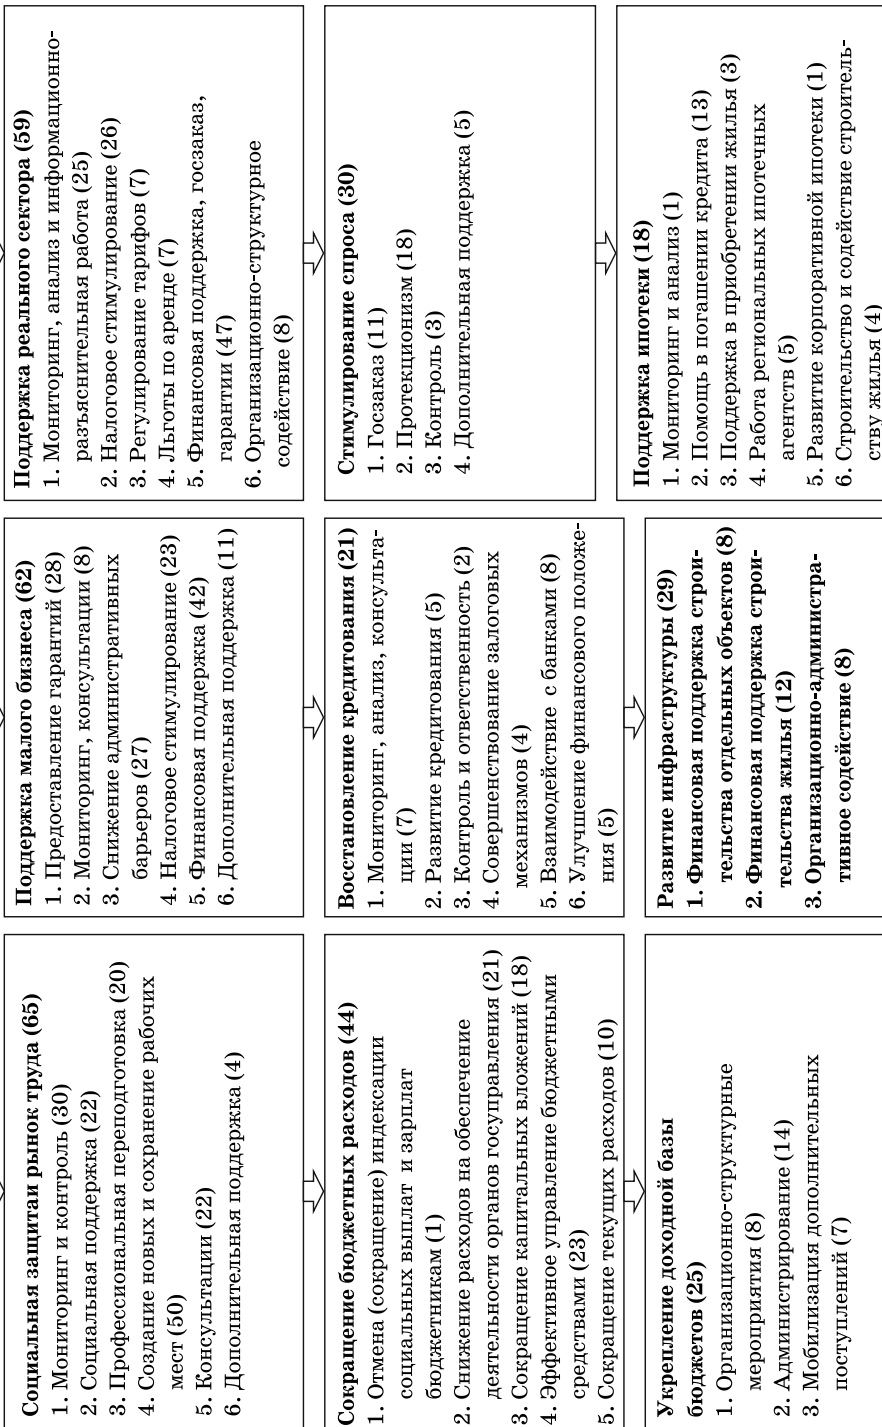 Социальная защитаи рынок труда (65)
1. Мониторинг и контроль (30)
2. Социальная поддержка (22)
3. Профессиональная переподготовка (20)
4. Создание новых и сохранение рабочих
мест (50)
5. Консультации (22)
6. Дополнительная поддержка (4)
Поддержка малого бизнеса (62)
1. Предоставление гарантий (28)
2. Мониторинг, консультации (8)
3. Снижение административных
барьеров (27)
4. Налоговое стимулирование (23)
5. Финансовая поддержка (42)
6. Дополнительная поддержка (11)
Поддержка реального сектора (59)
1. Мониторинг, анализ и информационно-
разъяснительная работа (25)
2. Налоговое стимулирование (26)
3. Регулирование тарифов (7)
4. Льготы по аренде (7)
5. Финансовая поддержка, госзаказ,
гарантии (47)
6. Организационно-структурное
содействие (8)
Сокращение бюджетных расходов (44)
1. Отмена (сокращение) индексации
социальных выплат и зарплат
бюджетникам (1)
2. Снижение расходов на обеспечение
деятельности органов госуправления (21)
3. Сокращение капитальных вложений (18)
4. Эффективное управление бюджетными
средствами (23)
5. Сокращение текущих расходов (10)
Восстановление кредитования (21)
1. Мониторинг, анализ, консульта-
ции (7)
2. Развитие кредитования (5)
3. Контроль и ответственность (2)
4. Совершенствование залоговых
механизмов (4)
5. Взаимодействие с банками (8)
6. Улучшение финансового положе-
ния (5)
Стимулирование спроса (30)
1. Госзаказ (11)
2. Протекционизм (18)
3. Контроль (3)
4. Дополнительная поддержка (5)
Укрепление доходной базы
бюджетов (25)
1. Организационно-структурные
мероприятия (8)
2. Администрирование (14)
3. Мобилизация дополнительных
поступлений (7)
Развитие инфраструктуры (29)
1. Финансовая поддержка строи-
тельства отдельных объектов (8)
2. Финансовая поддержка строи-
тельства жилья (12)
3. Организационно-администра-
тивное содействие (8)
Поддержка ипотеки (18)
1. Мониторинг и анализ (1)
2. Помощь в погашении кредита (13)
3. Поддержка в приобретении жилья (3)
4. Работа региональных ипотечных
агентств (5)
5. Развитие корпоративной ипотеки (1)
6. Строительство и содействие строитель-
ству жилья (4)